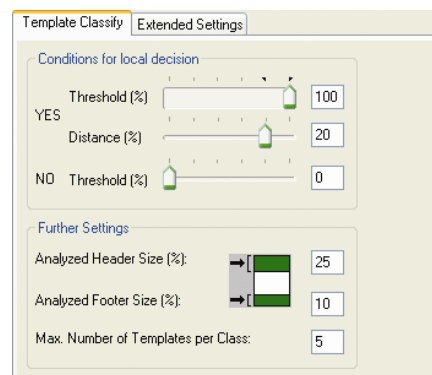 Template Classify Extended Settings
Conditions for local decision
Threshold (%) 100
YES
Distance (%) 20
NO Threshold (%) 0
Further Settings
Analyzed Header Size (%): 25
Analyzed Footer Size (%): 10
Max. Number of Templates per Class: 5